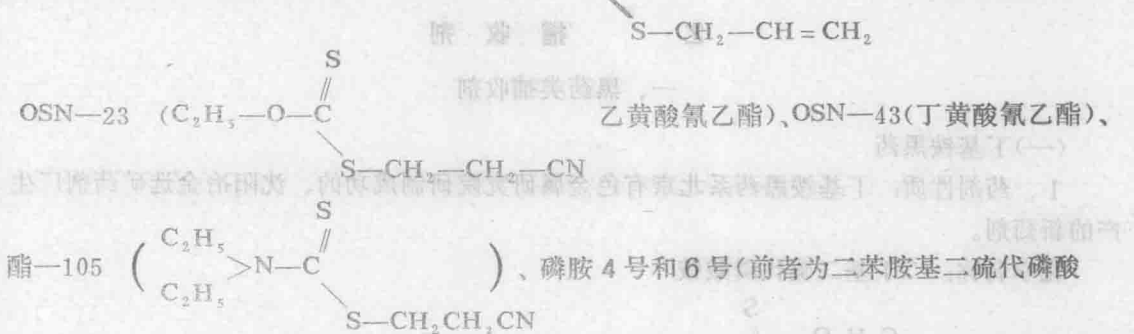 S—CH₂—CH=CH₂
S
OSN—23 (C₂H₅—O—C 乙黄酸氰乙酯)、OSN—43(丁黄酸氰乙酯)、
S—CH₂—CH₂—CN
S
C₂H₅
酯—105 ( >N—C )、磷胺 4 号和 6 号(前者为二苯胺基二硫代磷酸
C₂H₅
S—CH₂CH₂CN